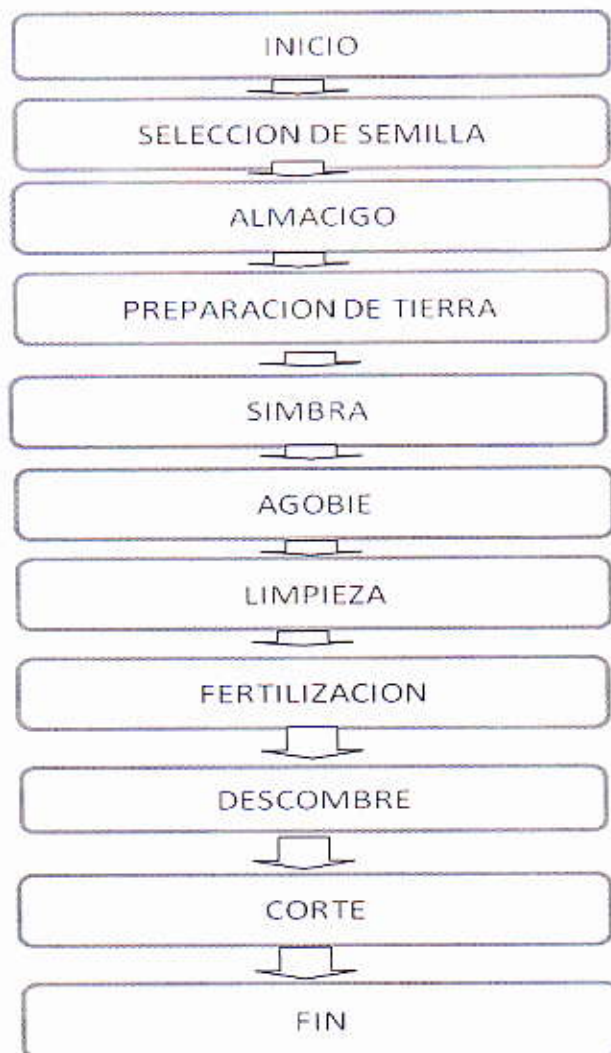 INICIO
SELECCION DE SEMILLA
ALMACIGO
PREPARACION DE TIERRA
SIMBRA
AGOBIE
LIMPIEZA
FERTILIZACION
DESCOMBRE
CORTE
FIN